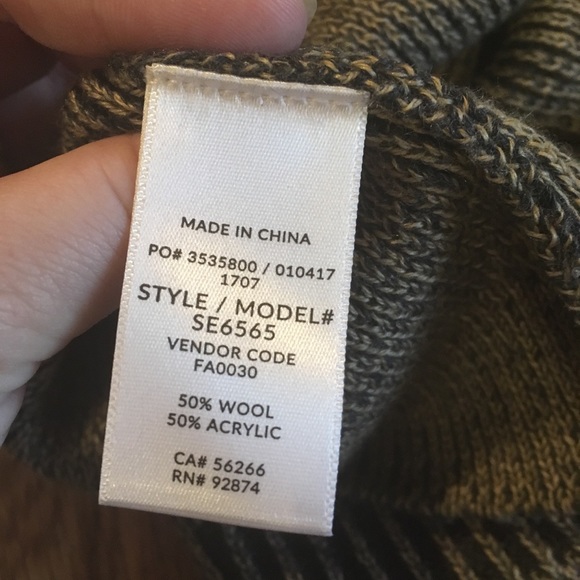 MADE IN CHINA
PO# 3535800 / 010417
1707
STYLE / MODEL#
SE6565
VENDOR CODE
FA0030
50% WOOL
50% ACRYLIC
CA# 56266
RN# 92874